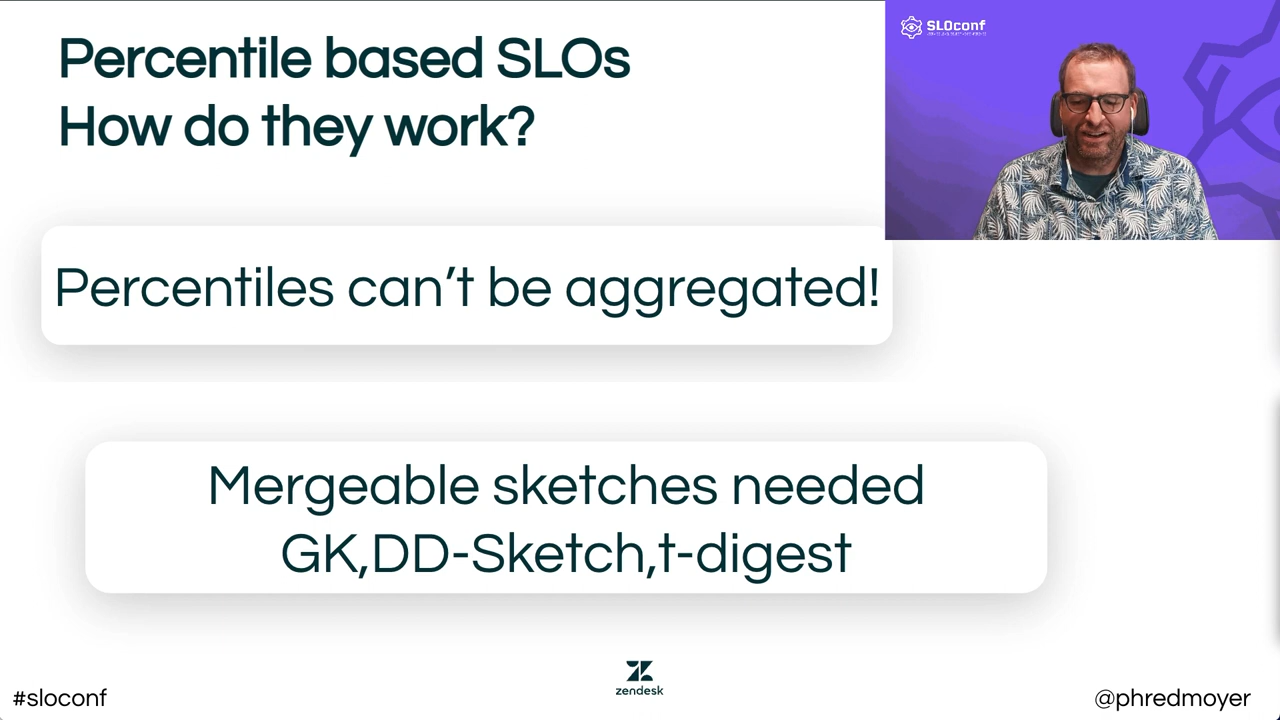 Percentile based SLOs
How do they work?
SLOconf
Percentiles can’t be aggregated!
Mergeable sketches needed
GK,DD-Sketch,t-digest
zendesk
#sloconf
@phredmoyer